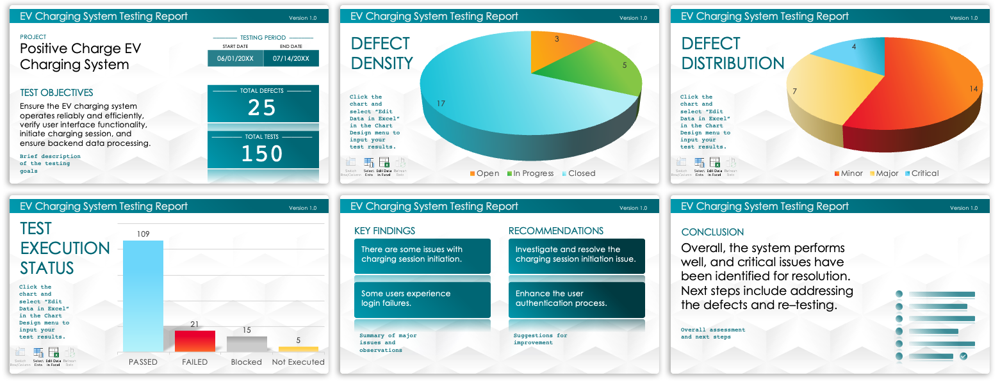 EV Charging System Testing Report
Version 1.0
PROJECT
Positive Charge EV
Charging System
TESTING PERIOD
START DATE
END DATE
06/01/20XX
07/14/20XX
TEST OBJECTIVES
Ensure the EV charging system
operates reliably and efficiently,
verify user interface functionality,
initiate charging session, and
ensure backend data processing.
Brief description
of the testing
goals
TOTAL DEFECTS
25
TOTAL TESTS
150
EV Charging System Testing Report
Version 1.0
DEFECT
DENSITY
Click the
chart and
select “Edit
Data in Excel”
in the Chart
Design menu to
input your
test results.
Switch
Row/Column
Select
Data
Edit Data
in Excel
Refresh
Data
3
5
17
Open
In Progress
Closed
EV Charging System Testing Report
Version 1.0
DEFECT
DISTRIBUTION
Click the
chart and
select “Edit
Data in Excel”
in the Chart
Design menu to
input your
test results.
Switch
Row/Column
Select
Data
Edit Data
in Excel
Refresh
Data
4
7
14
Minor
Major
Critical
EV Charging System Testing Report
Version 1.0
TEST
EXECUTION
STATUS
Click the
chart and
select “Edit
Data in Excel”
in the Chart
Design menu to
input your
test results.
Switch
Row/Column
Select
Data
Edit Data
in Excel
Refresh
Data
109
21
15
5
PASSED
FAILED
Blocked
Not Executed
EV Charging System Testing Report
Version 1.0
KEY FINDINGS
There are some issues with
charging session initiation.
Some users experience
login failures.
Summary of major
issues and
observations
RECOMMENDATIONS
Investigate and resolve the
charging session initiation issue.
Enhance the user
authentication process.
Suggestions for
improvement
EV Charging System Testing Report
Version 1.0
CONCLUSION
Overall, the system performs
well, and critical issues have
been identified for resolution.
Next steps include addressing
the defects and re–testing.
Overall assessment
and next steps